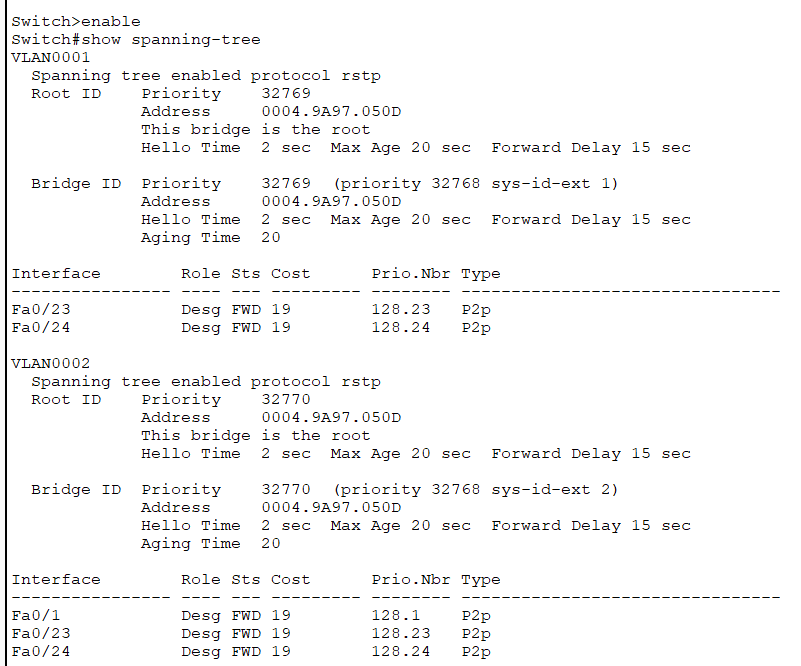 Switch>enable
Switch#show spanning-tree
VLAN0001
  Spanning tree enabled protocol rstp
  Root ID    Priority    32769
             Address     0004.9A97.050D
             This bridge is the root
             Hello Time  2 sec  Max Age 20 sec  Forward Delay 15 sec

  Bridge ID  Priority    32769  (priority 32768 sys-id-ext 1)
             Address     0004.9A97.050D
             Hello Time  2 sec  Max Age 20 sec  Forward Delay 15 sec
             Aging Time  20

Interface        Role Sts Cost      Prio.Nbr Type
---------------- ---- --- --------- -------- --------------------------------
Fa0/23           Desg FWD 19        128.23   P2p
Fa0/24           Desg FWD 19        128.24   P2p

VLAN0002
  Spanning tree enabled protocol rstp
  Root ID    Priority    32770
             Address     0004.9A97.050D
             This bridge is the root
             Hello Time  2 sec  Max Age 20 sec  Forward Delay 15 sec

  Bridge ID  Priority    32770  (priority 32768 sys-id-ext 2)
             Address     0004.9A97.050D
             Hello Time  2 sec  Max Age 20 sec  Forward Delay 15 sec
             Aging Time  20

Interface        Role Sts Cost      Prio.Nbr Type
---------------- ---- --- --------- -------- --------------------------------
Fa0/1            Desg FWD 19        128.1    P2p
Fa0/23           Desg FWD 19        128.23   P2p
Fa0/24           Desg FWD 19        128.24   P2p